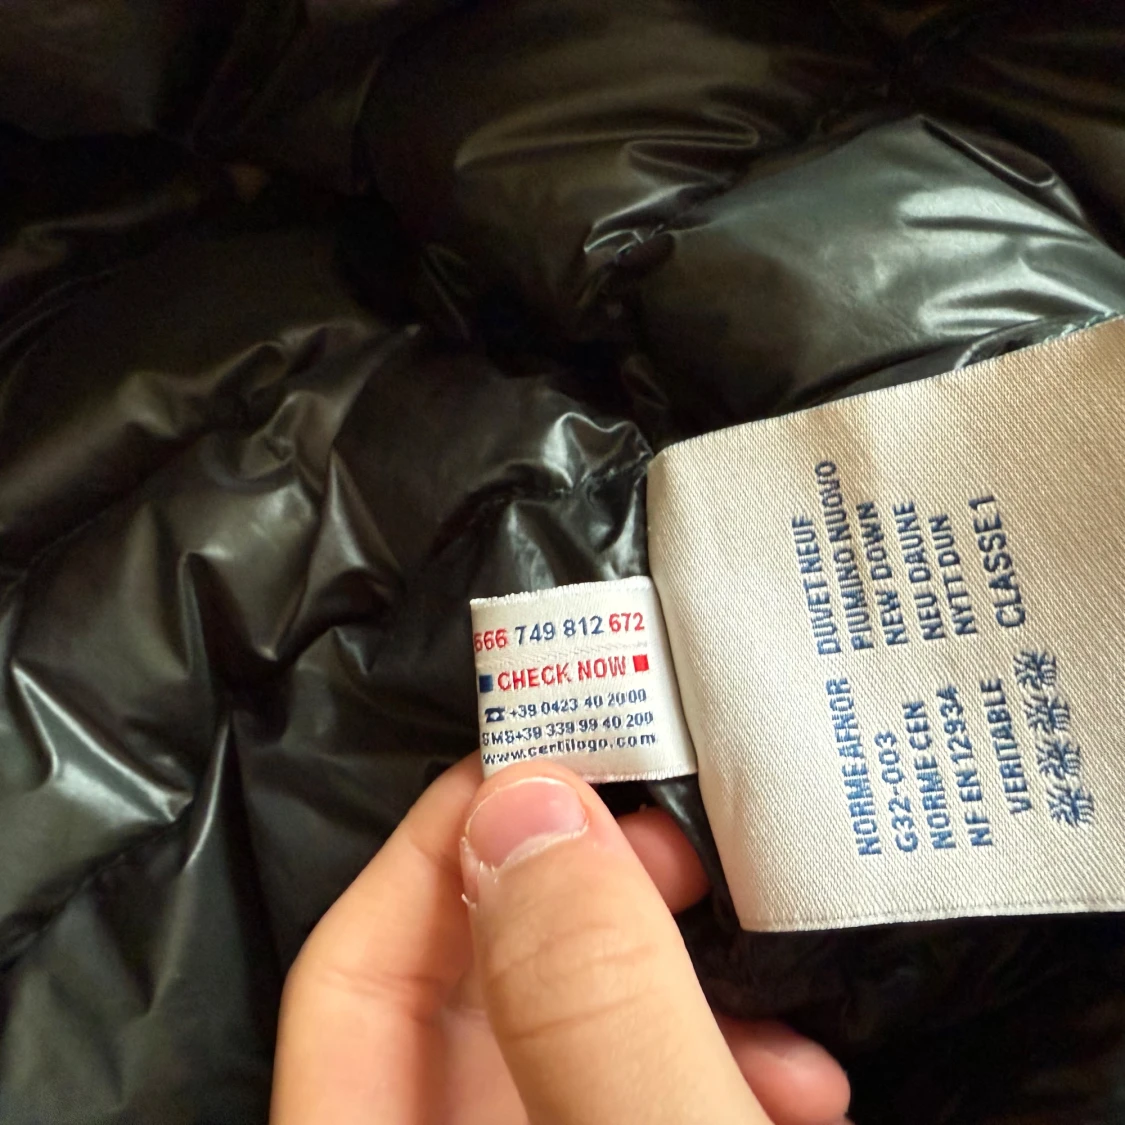 666 749 812 672
CHECK NOW
☎ +39 0423 40 2000
SMS+39 339 99 40 200
www.certilogo.com
DUVET NEUF
PIUMINO NUOVO
NEW DOWN
NEU DAUNE
NYTT DUN
CLASSE 1
NORME AFNOR
G32-003
NORME CEN
NF EN 12934
VERITABLE